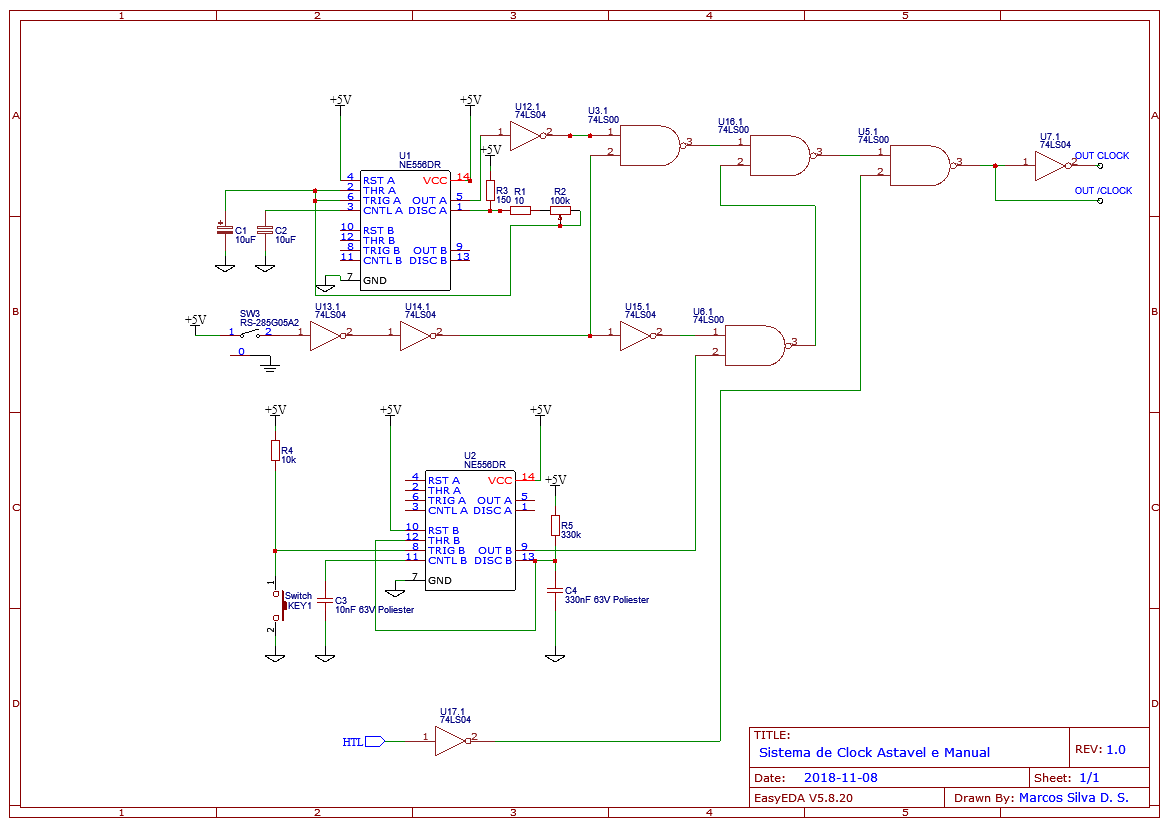 1 2 3 4 5
A A
B B
C C
D D
+5V
+5V
U1
NE556DR
4 RST A VCC 14
2 THR A
6 TRIG A OUT A 5
3 CNTL A DISC A 1
10 RST B
12 THR B
8 TRIG B OUT B 9
11 CNTL B DISC B 13
7 GND
C1
10uF
C2
10uF
+5V
R3
150
R1
10
R2
100k
U12.1
74LS04
1 2
U3.1
74LS00
1
2
3
U16.1
74LS00
1
2
3
U5.1
74LS00
1
2
3
U7.1
74LS04
1 2
OUT CLOCK
OUT /CLOCK
+5V
SW3
RS-285G05A2
1 2
0
U13.1
74LS04
1 2
U14.1
74LS04
1 2
U15.1
74LS04
1 2
U6.1
74LS00
1
2
3
+5V
R4
10k
+5V
+5V
U2
NE556DR
4 RST A VCC 14
2 THR A
6 TRIG A OUT A 5
3 CNTL A DISC A 1
10 RST B
12 THR B
8 TRIG B OUT B 9
11 CNTL B DISC B 13
7 GND
+5V
R5
330k
1
Switch
KEY1
2
C3
10nF 63V Poliester
C4
330nF 63V Poliester
HTL
U17.1
74LS04
1 2
TITLE:
Sistema de Clock Astavel e Manual
REV: 1.0
Date: 2018-11-08
Sheet: 1/1
EasyEDA V5.8.20
Drawn By: Marcos Silva D. S.
1 2 3 4 5